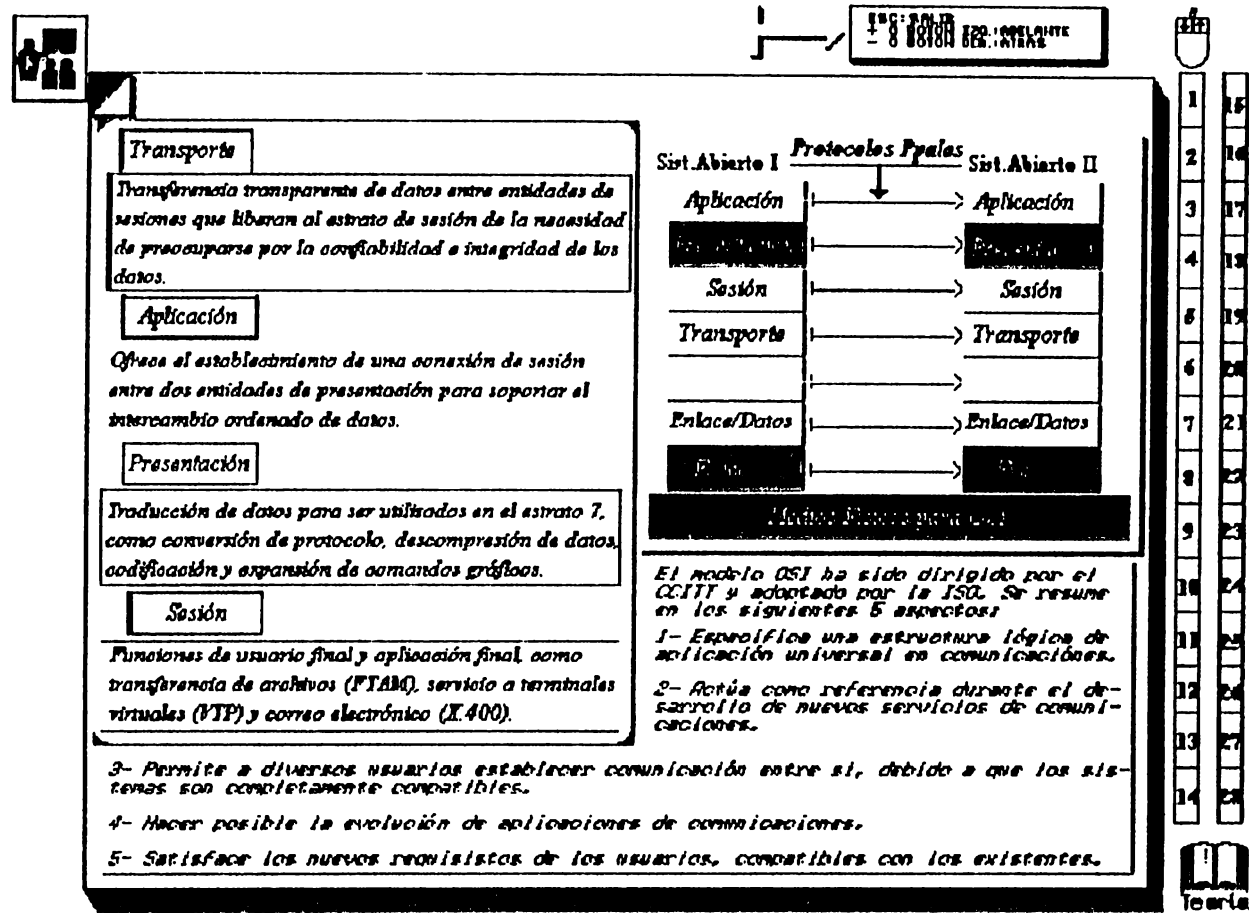 ESC: SALIR
+ O BOTON IZQ.:ADELANTE
- O BOTON DER.:ATRAS
Transporte
Transferencia transparente de datos entre entidades de
sesiones que liberan al estrato de sesión de la necesidad
de preocuparse por la confiabilidad e integridad de los
datos.
Aplicación
Ofrece el establecimiento de una conexión de sesión
entre dos entidades de presentación para soportar el
intercambio ordenado de datos.
Presentación
Traducción de datos para ser utilizados en el estrato 7,
como conversión de protocolo, descompresión de datos,
codificación y expansión de comandos gráficos.
Sesión
Funciones de usuario final y aplicación final, como
transferencia de archivos (FTAM), servicio a terminales
virtuales (VTP) y correo electrónico (X.400).
Sist.Abierto I Protocolos Ppales Sist.Abierto II
Aplicación Aplicación
Sesión Sesión
Transporte Transporte
Enlace/Datos Enlace/Datos
El modelo OSI ha sido dirigido por el
CCITT y adoptado por la ISO. Se resume
en los siguientes 5 aspectos:
1- Especifica una estructura lógica de
aplicación universal en comunicaciónes.
2- Actúa como referencia durante el de-
sarrollo de nuevos servicios de comuni-
caciones.
3- Permite a diversos usuarios establecer comunicación entre si, debido a que los sis-
temas son completamente compatibles.
4- Hacer posible la evolución de aplicaciones de comunicaciones.
5- Satisface los nuevos requisistos de los usuarios, compatibles con los existentes.
1 15
2 16
3 17
4 18
5 19
6 20
7 21
8 22
9 23
10 24
11 25
12 26
13 27
14 28
Teoria